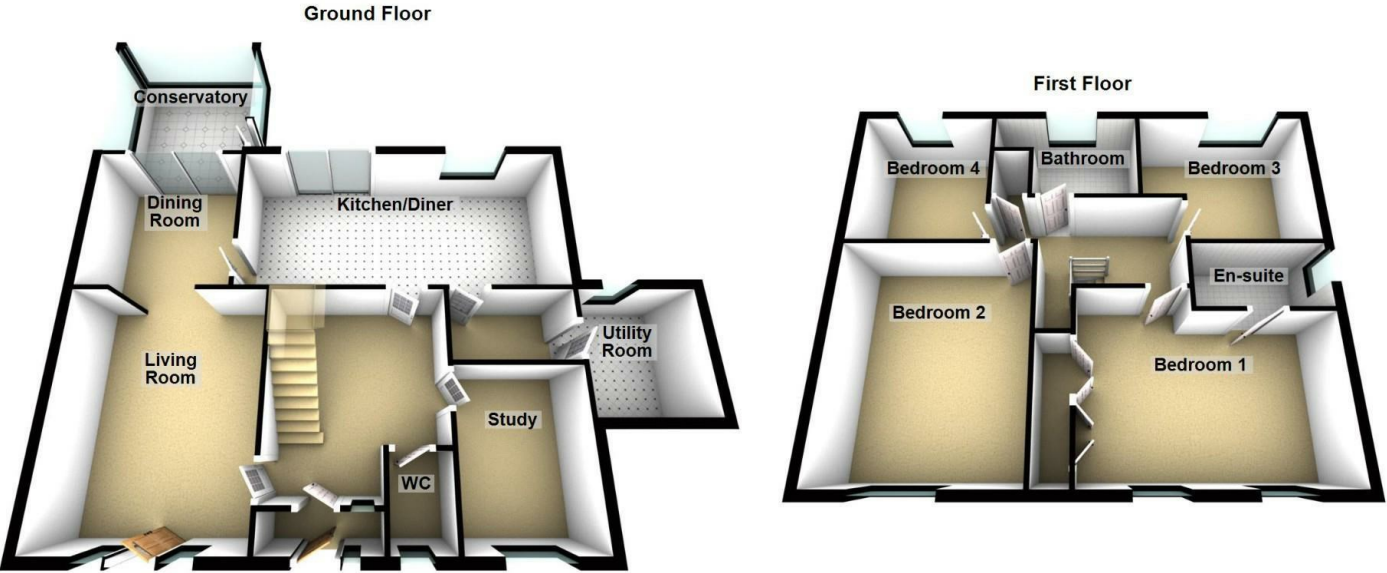 Ground Floor
Conservatory
Dining
Room
Kitchen/Diner
Living
Room
Utility
Room
Study
WC
First Floor
Bedroom 4
Bathroom
Bedroom 3
En-suite
Bedroom 2
Bedroom 1